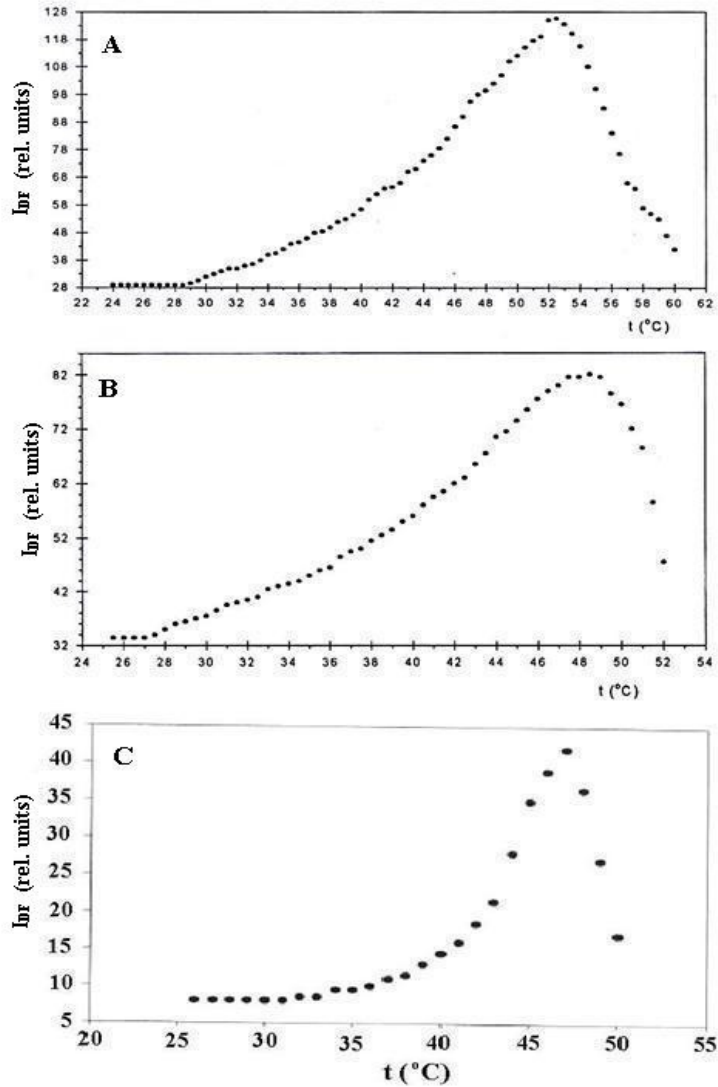 A
I_DF (rel. units)
126
118
108
98
88
78
68
58
48
38
28
22 24 26 28 30 32 34 36 38 40 42 44 46 48 50 52 54 56 58 60 62
t (°C)
B
I_DF (rel. units)
82
72
62
52
42
32
24 26 28 30 32 34 36 38 40 42 44 46 48 50 52 54
t (°C)
C
I_DF (rel. units)
45
40
35
30
25
20
15
10
5
20 25 30 35 40 45 50 55
t (°C)